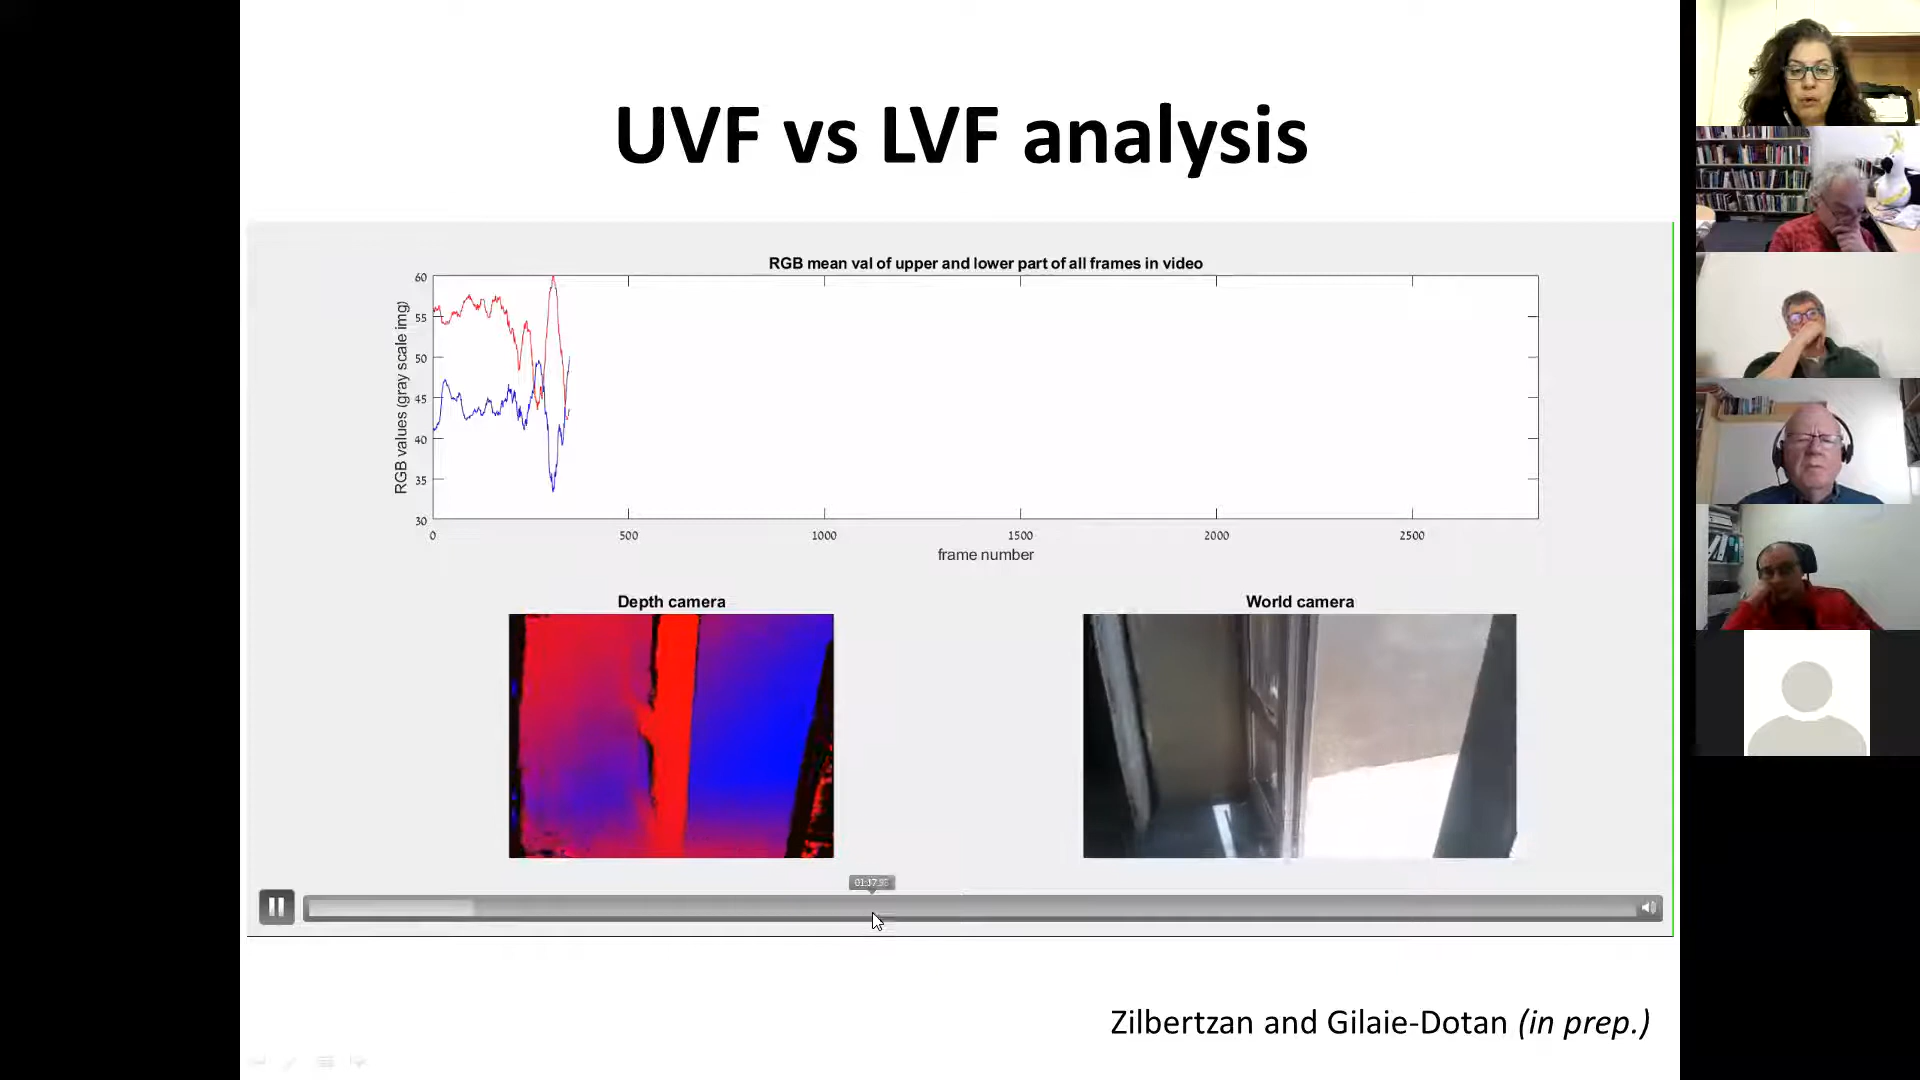 UVF vs LVF analysis
RGB mean val of upper and lower part of all frames in video
RGB values (gray scale img)
60
55
50
45
40
35
30
0 500 1000 1500 2000 2500
frame number
Depth camera
World camera
Zilbertzan and Gilaie-Dotan (in prep.)